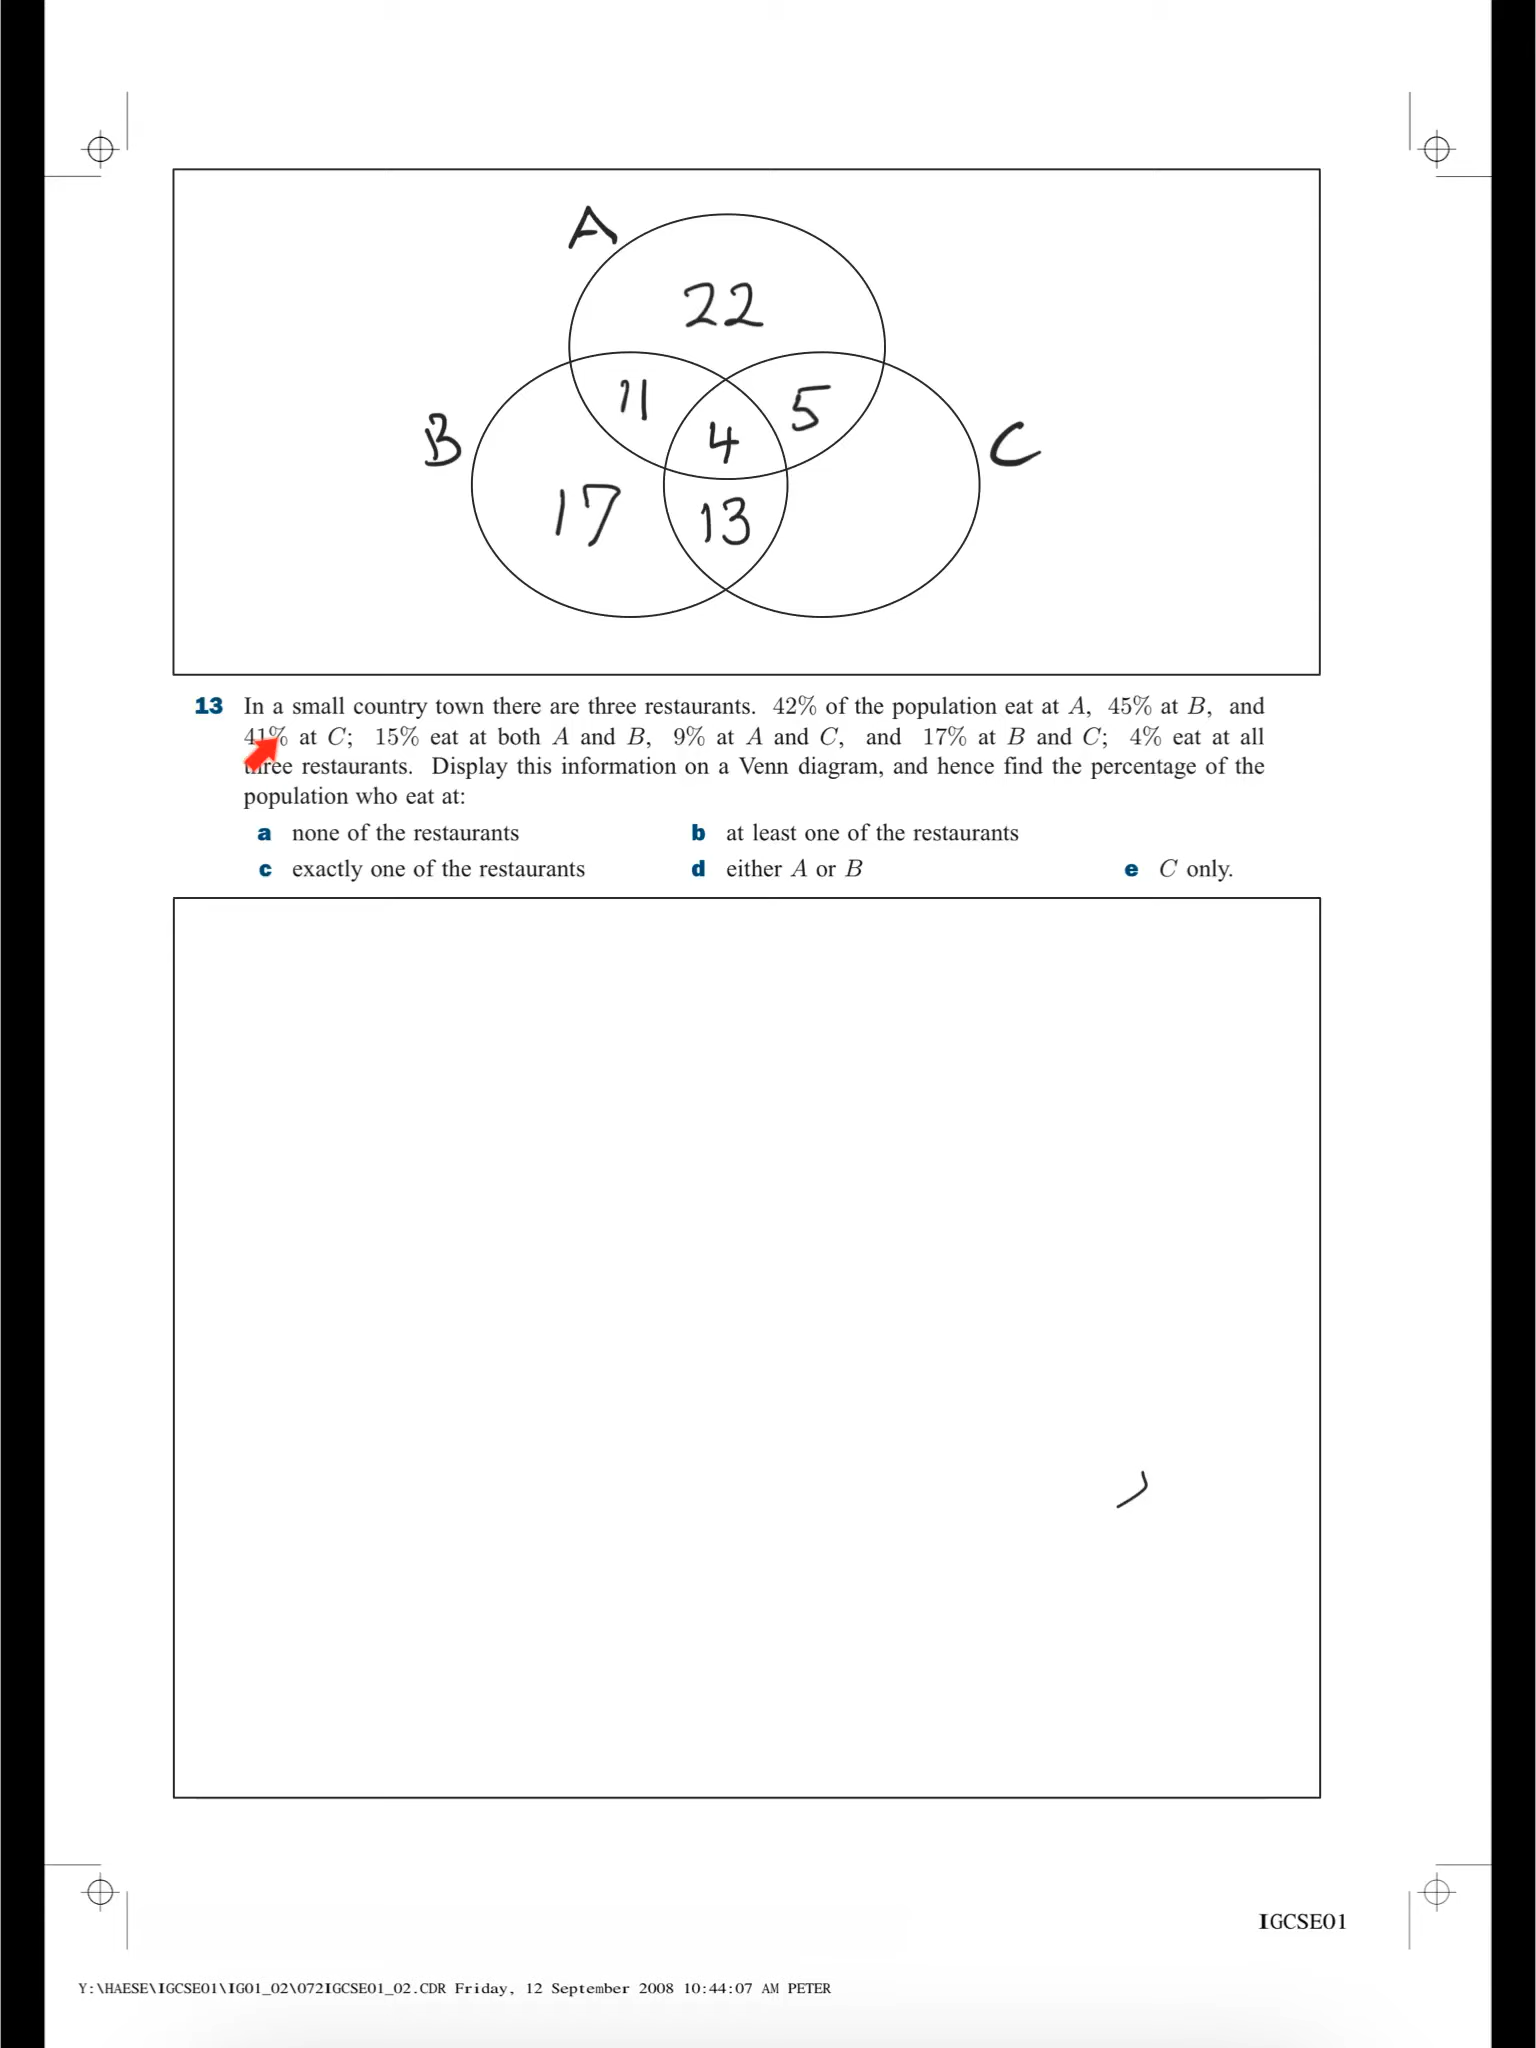 A
22
11 5
B 4 C
17 13
13 In a small country town there are three restaurants. 42% of the population eat at A, 45% at B, and
41% at C; 15% eat at both A and B, 9% at A and C, and 17% at B and C; 4% eat at all
three restaurants. Display this information on a Venn diagram, and hence find the percentage of the
population who eat at:
a none of the restaurants b at least one of the restaurants
c exactly one of the restaurants d either A or B e C only.
IGCSE01
Y:\HAESE\IGCSE01\IG01_02\072IGCSE01_02.CDR Friday, 12 September 2008 10:44:07 AM PETER